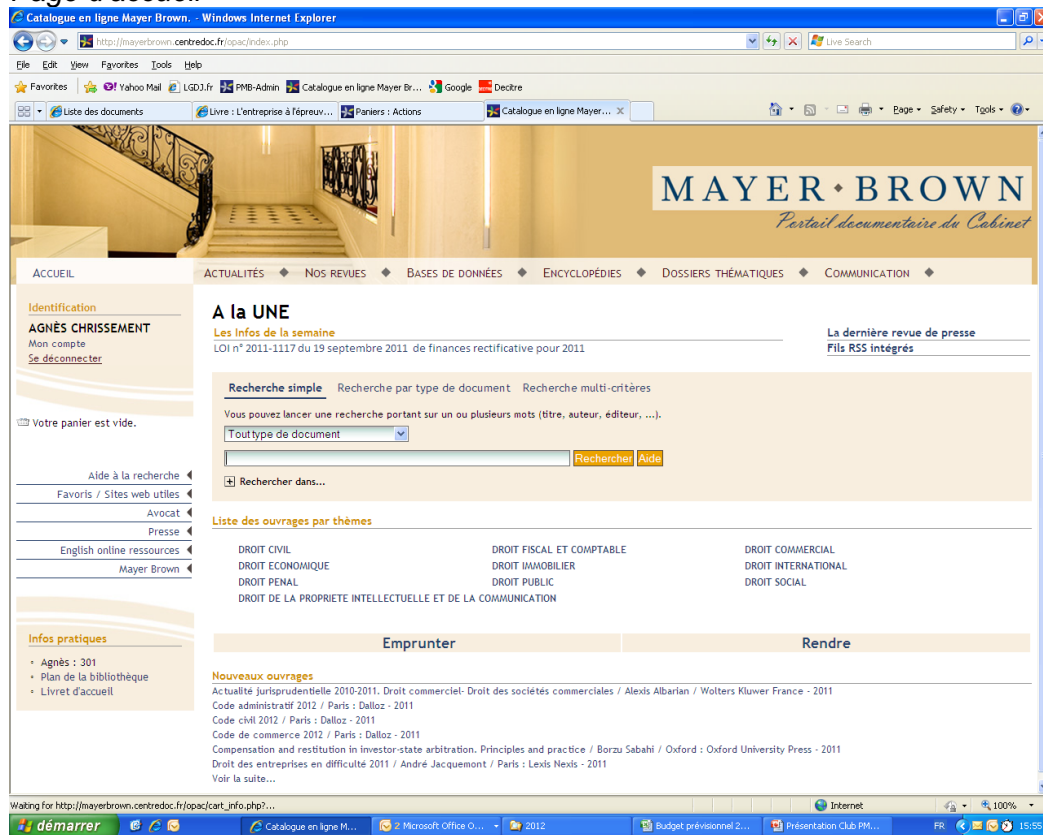 Page d'accueil
Catalogue en ligne Mayer Brown. - Windows Internet Explorer
http://mayerbrown.centredoc.fr/opac/index.php
Live Search
File Edit View Favorites Tools Help
Favorites Yahoo Mail LGDJ.fr PMB-Admin Catalogue en ligne Mayer Br... Google Decitre
Liste des documents Livre : L'entreprise à l'épreuv... Paniers : Actions Catalogue en ligne Mayer... X
Page Safety Tools
MAYER • BROWN
Portail documentaire du Cabinet
ACCUEIL ACTUALITÉS NOS REVUES BASES DE DONNÉES ENCYCLOPÉDIES DOSSIERS THÉMATIQUES COMMUNICATION
Identification
AGNÈS CHRISSEMENT
Mon compte
Se déconnecter
Votre panier est vide.
Aide à la recherche
Favoris / Sites web utiles
Avocat
Presse
English online ressources
Mayer Brown
Infos pratiques
Agnès : 301
Plan de la bibliothèque
Livret d'accueil
A la UNE
Les Infos de la semaine
LOI n° 2011-1117 du 19 septembre 2011 de finances rectificative pour 2011
La dernière revue de presse
Fils RSS intégrés
Recherche simple Recherche par type de document Recherche multi-critères
Vous pouvez lancer une recherche portant sur un ou plusieurs mots (titre, auteur, éditeur, ...).
Tout type de document
Rechercher Aide
+ Rechercher dans...
Liste des ouvrages par thèmes
DROIT CIVIL DROIT FISCAL ET COMPTABLE DROIT COMMERCIAL
DROIT ECONOMIQUE DROIT IMMOBILIER DROIT INTERNATIONAL
DROIT PENAL DROIT PUBLIC DROIT SOCIAL
DROIT DE LA PROPRIETE INTELLECTUELLE ET DE LA COMMUNICATION
Emprunter Rendre
Nouveaux ouvrages
Actualité jurisprudentielle 2010-2011. Droit commercial- Droit des sociétés commerciales / Alexis Albarian / Wolters Kluwer France - 2011
Code administratif 2012 / Paris : Dalloz - 2011
Code civil 2012 / Paris : Dalloz - 2011
Code de commerce 2012 / Paris : Dalloz - 2011
Compensation and restitution in investor-state arbitration. Principles and practice / Borzu Sabahi / Oxford : Oxford University Press - 2011
Droit des entreprises en difficulté 2011 / André Jacquemont / Paris : Lexis Nexis - 2011
Voir la suite...
Waiting for http://mayerbrown.centredoc.fr/opac/cart_info.php?... Internet 100%
démarrer Catalogue en ligne M... 2 Microsoft Office O... 2012 Budget prévisionnel 2... Présentation Club PM... FR 15:55